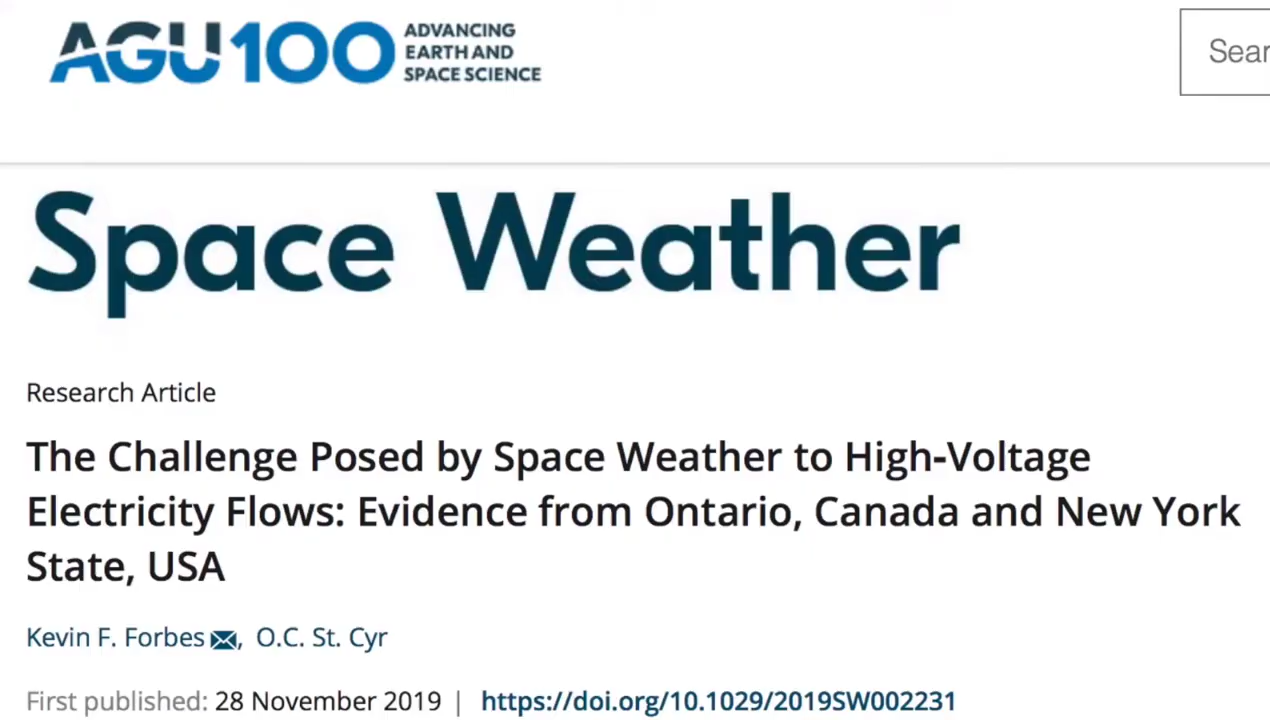 AGU100
ADVANCING
EARTH AND
SPACE SCIENCE
Sear
Space Weather
Research Article
The Challenge Posed by Space Weather to High-Voltage
Electricity Flows: Evidence from Ontario, Canada and New York
State, USA
Kevin F. Forbes, O.C. St. Cyr
First published: 28 November 2019 | https://doi.org/10.1029/2019SW002231